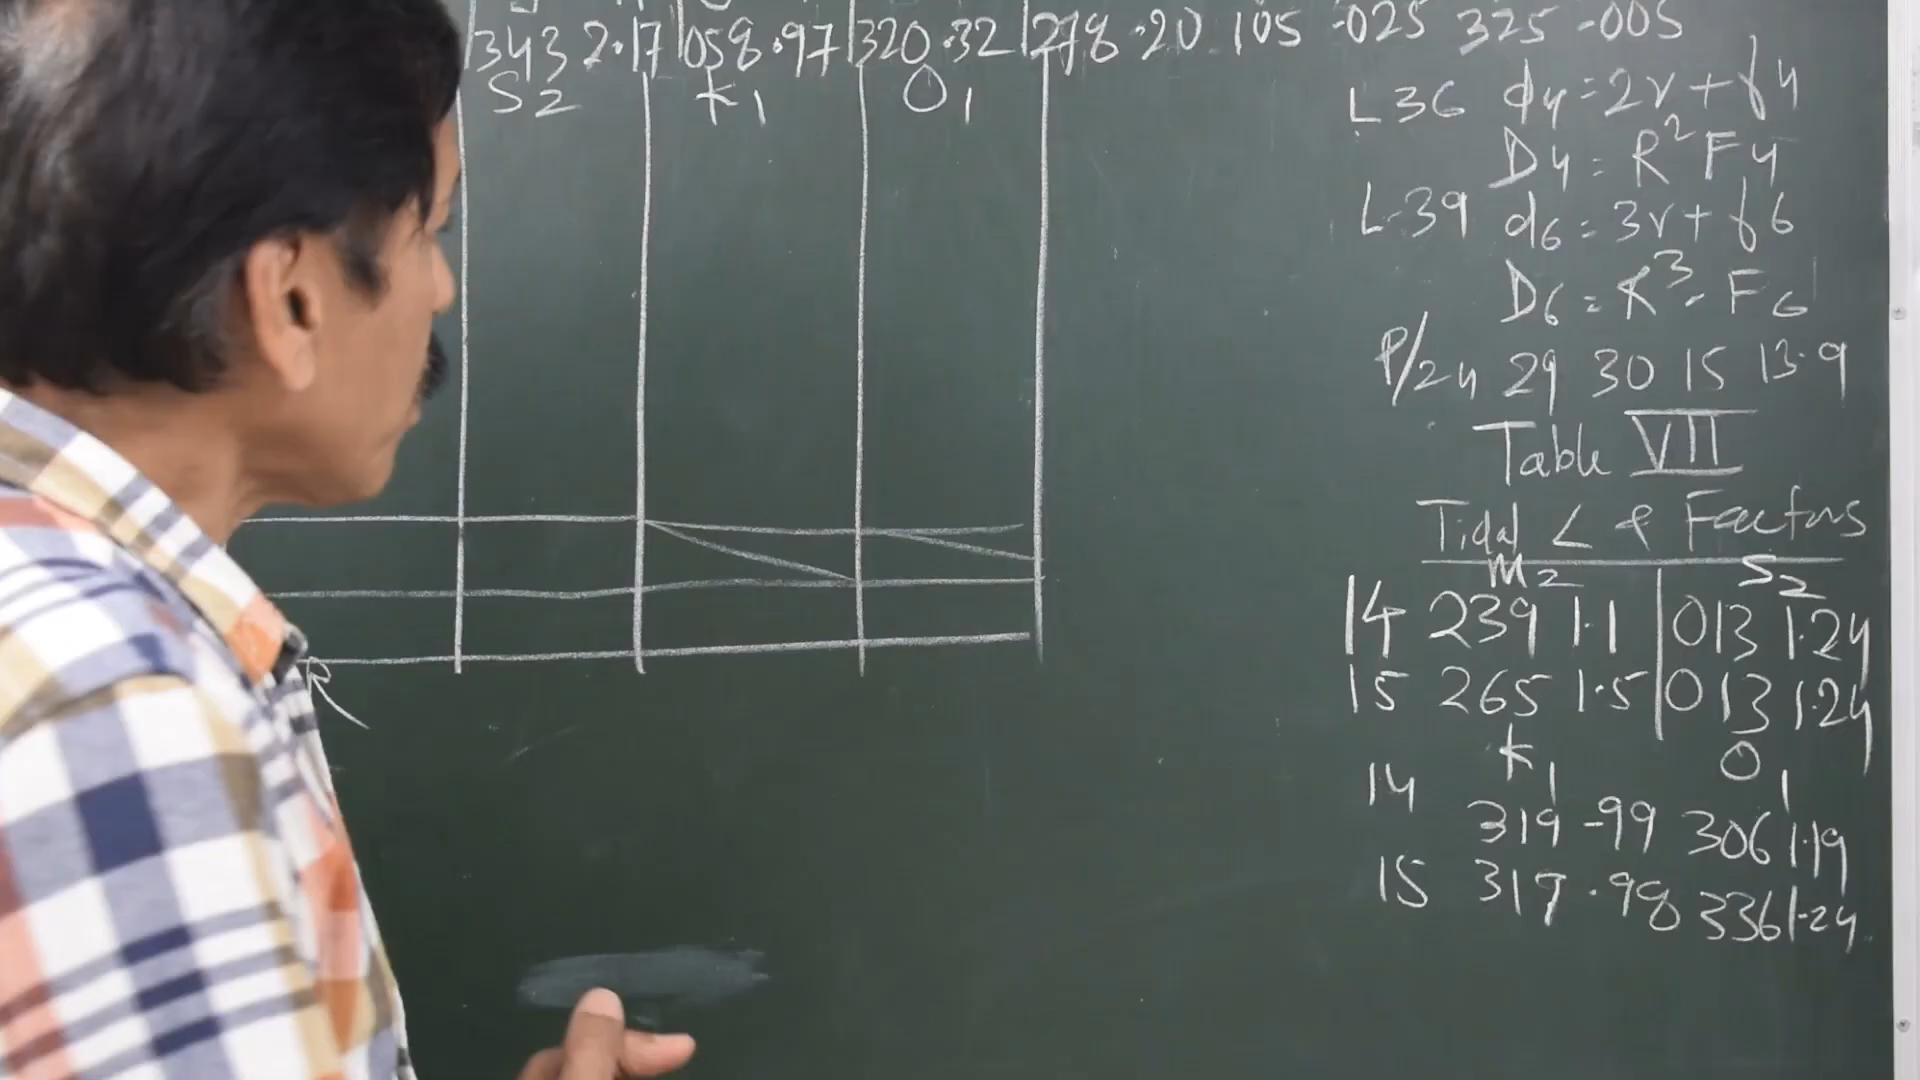 343 2.17 | 058 .97 | 320 .32 | 278 .20 105 .025 325 .005
S2 K1 O1
L36 d4 = 2r + f4
D4 = R² F4
L-39 d6 = 3r + f6
D6 = R³. F6
P/24 29 30 15 13.9
Table VII
Tidal ∠ & Factors
M2 S2
14 239 1.1 | 013 1.24
15 265 1.5 | 013 1.24
K1 O1
14
319 .99 306 1.19
15 317 .98 336 1.24
R